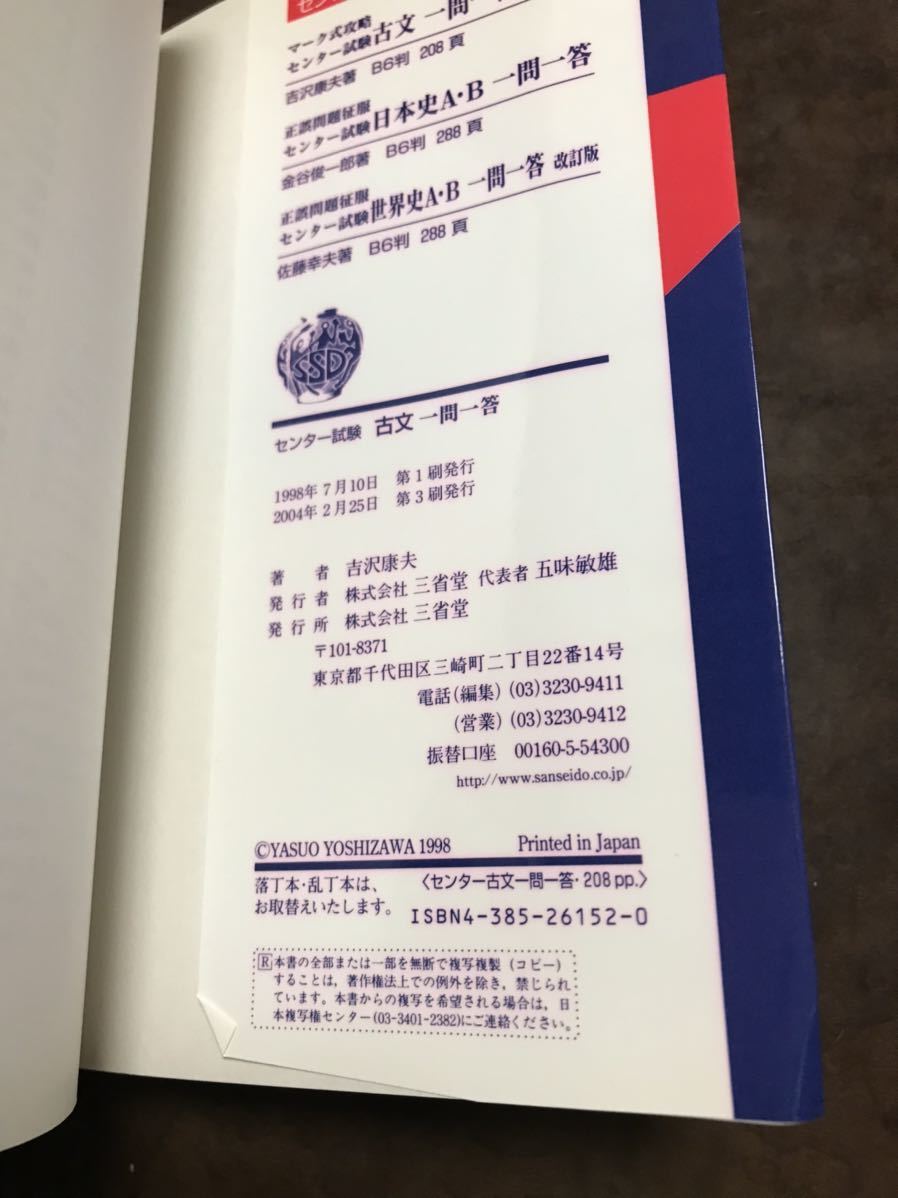 セン
マーク式攻略
センター試験 古文 一問一
吉沢康夫著 B6判 208頁
正誤問題征服
センター試験 日本史A・B 一問一答
金谷俊一郎著 B6判 288頁
正誤問題征服
センター試験 世界史A・B 一問一答 改訂版
佐藤幸夫著 B6判 288頁
SSD
センター試験 古文 一問一答
1998年7月10日 第1刷発行
2004年2月25日 第3刷発行
著者 吉沢康夫
発行者 株式会社 三省堂 代表者 五味敏雄
発行所 株式会社 三省堂
〒101-8371
東京都千代田区三崎町二丁目22番14号
電話(編集) (03)3230-9411
(営業) (03)3230-9412
振替口座 00160-5-54300
http://www.sanseido.co.jp/
©YASUO YOSHIZAWA 1998 Printed in Japan
落丁本・乱丁本は、 〈センター古文一問一答・208pp.〉
お取替えいたします。 ISBN4-385-26152-0
R 本書の全部または一部を無断で複写複製(コピー)
することは，著作権法上での例外を除き，禁じられ
ています。本書からの複写を希望される場合は，日
本複写権センター(03-3401-2382)にご連絡ください。